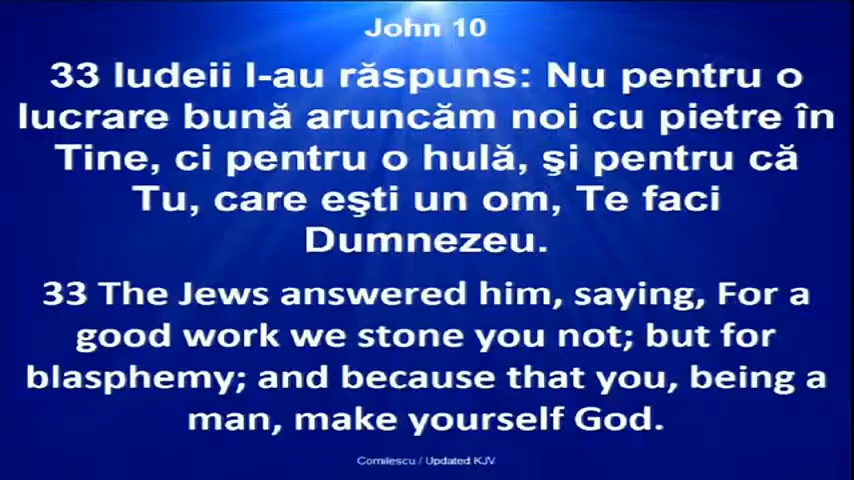 John 10
33 Iudeii I-au răspuns: Nu pentru o
lucrare bună aruncăm noi cu pietre în
Tine, ci pentru o hulă, şi pentru că
Tu, care eşti un om, Te faci
Dumnezeu.
33 The Jews answered him, saying, For a
good work we stone you not; but for
blasphemy; and because that you, being a
man, make yourself God.
Cornilescu / Updated KJV